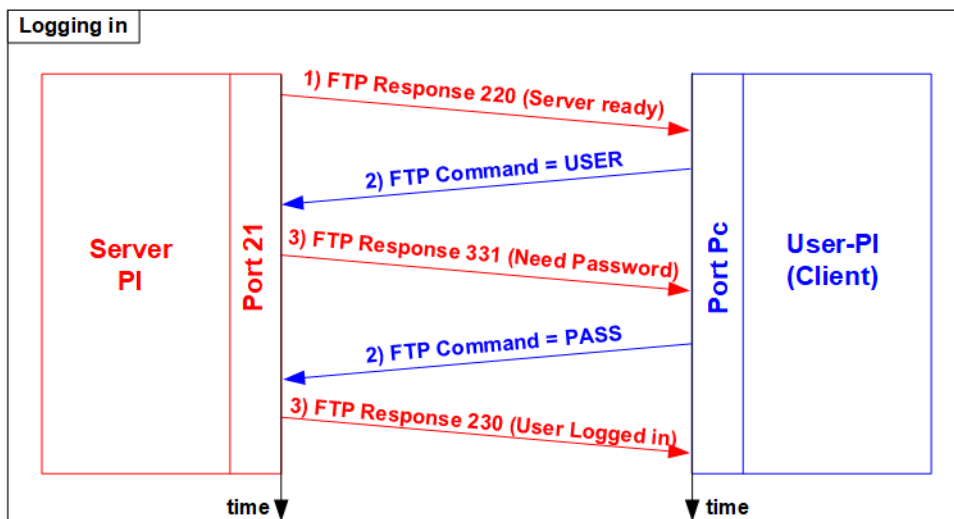 Logging in
1) FTP Response 220 (Server ready)
2) FTP Command = USER
Server
PI
Port 21
3) FTP Response 331 (Need Password)
Port Pc
User-PI
(Client)
2) FTP Command = PASS
3) FTP Response 230 (User Logged in)
time
time